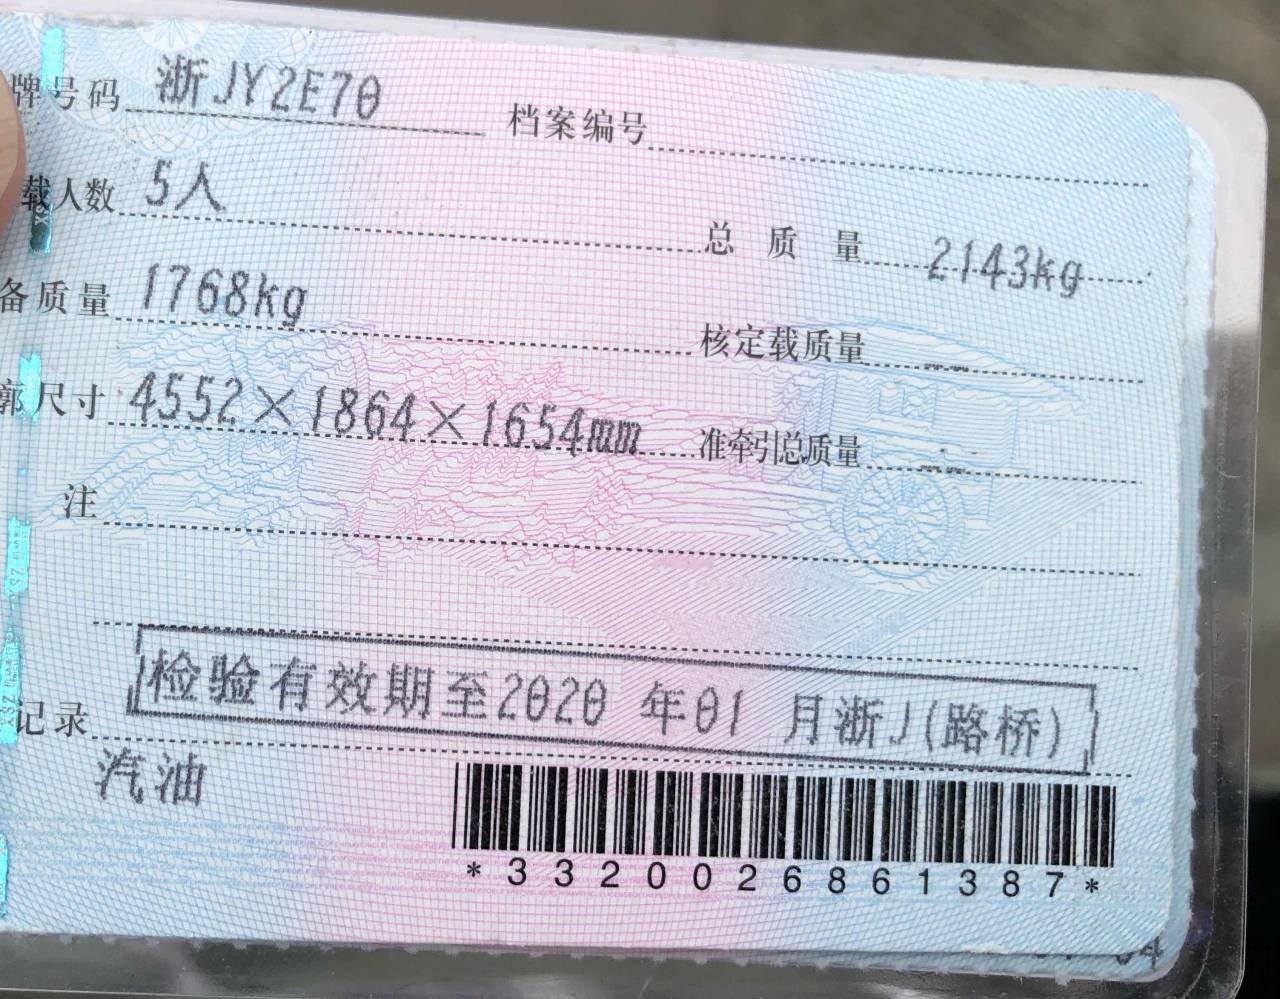 牌号码 浙JY2E70 档案编号
载人数 5人 总质量 2143kg
备质量 1768kg 核定载质量 --
廓尺寸 4552×1864×1654mm 准牵引总质量 --
注
记录 检验有效期至2020年01月浙J(路桥)
汽油
*3320026861387*